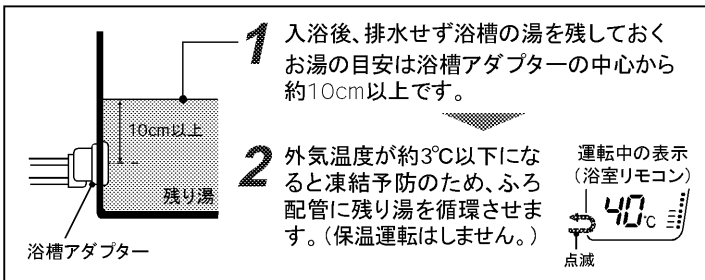 1 入浴後、排水せず浴槽の湯を残しておく
お湯の目安は浴槽アダプターの中心から
約10cm以上です。
10cm以上
残り湯
浴槽アダプター
2 外気温度が約3℃以下にな
ると凍結予防のため、ふろ
配管に残り湯を循環させま
す。（保温運転はしません。）
運転中の表示
（浴室リモコン）
40℃
点滅